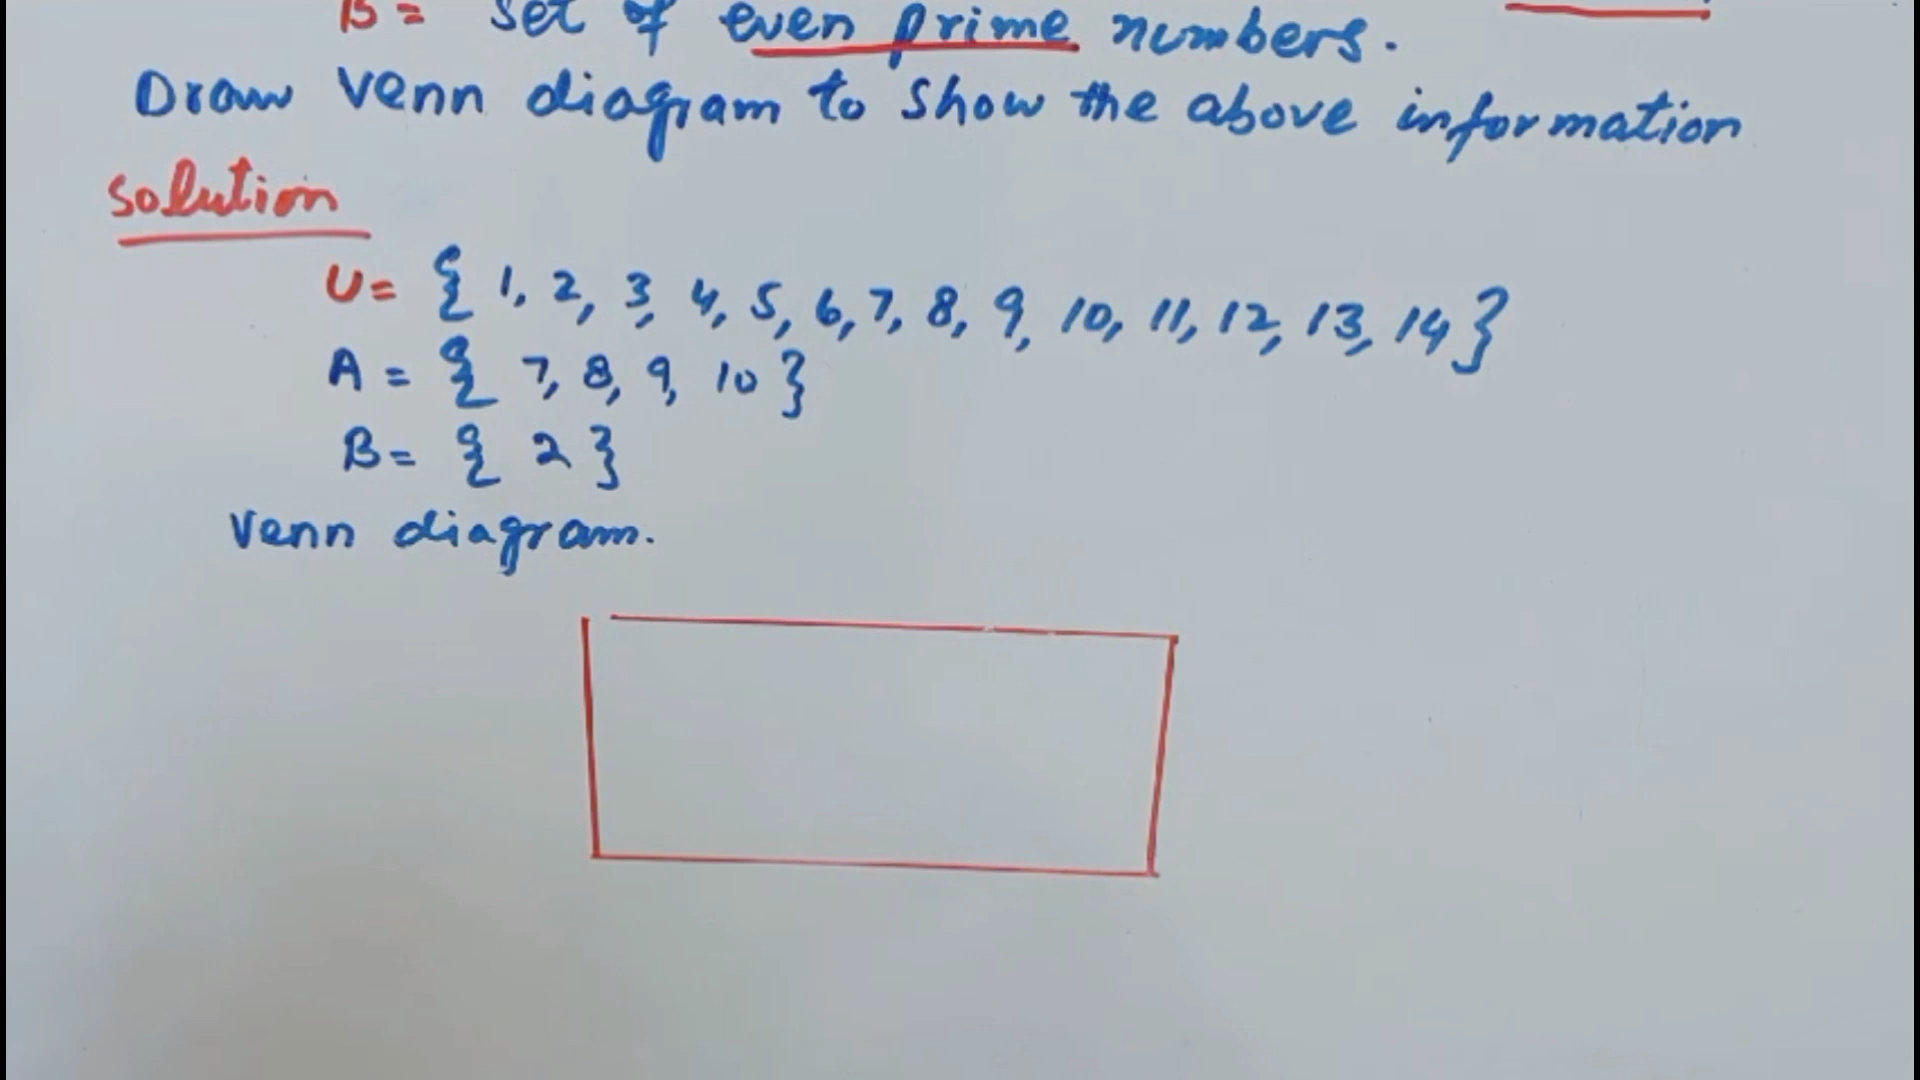 B = set of even prime numbers.
Draw Venn diagram to show the above information
Solution
U = { 1, 2, 3, 4, 5, 6, 7, 8, 9, 10, 11, 12, 13, 14 }
A = { 7, 8, 9, 10 }
B = { 2 }
Venn diagram.